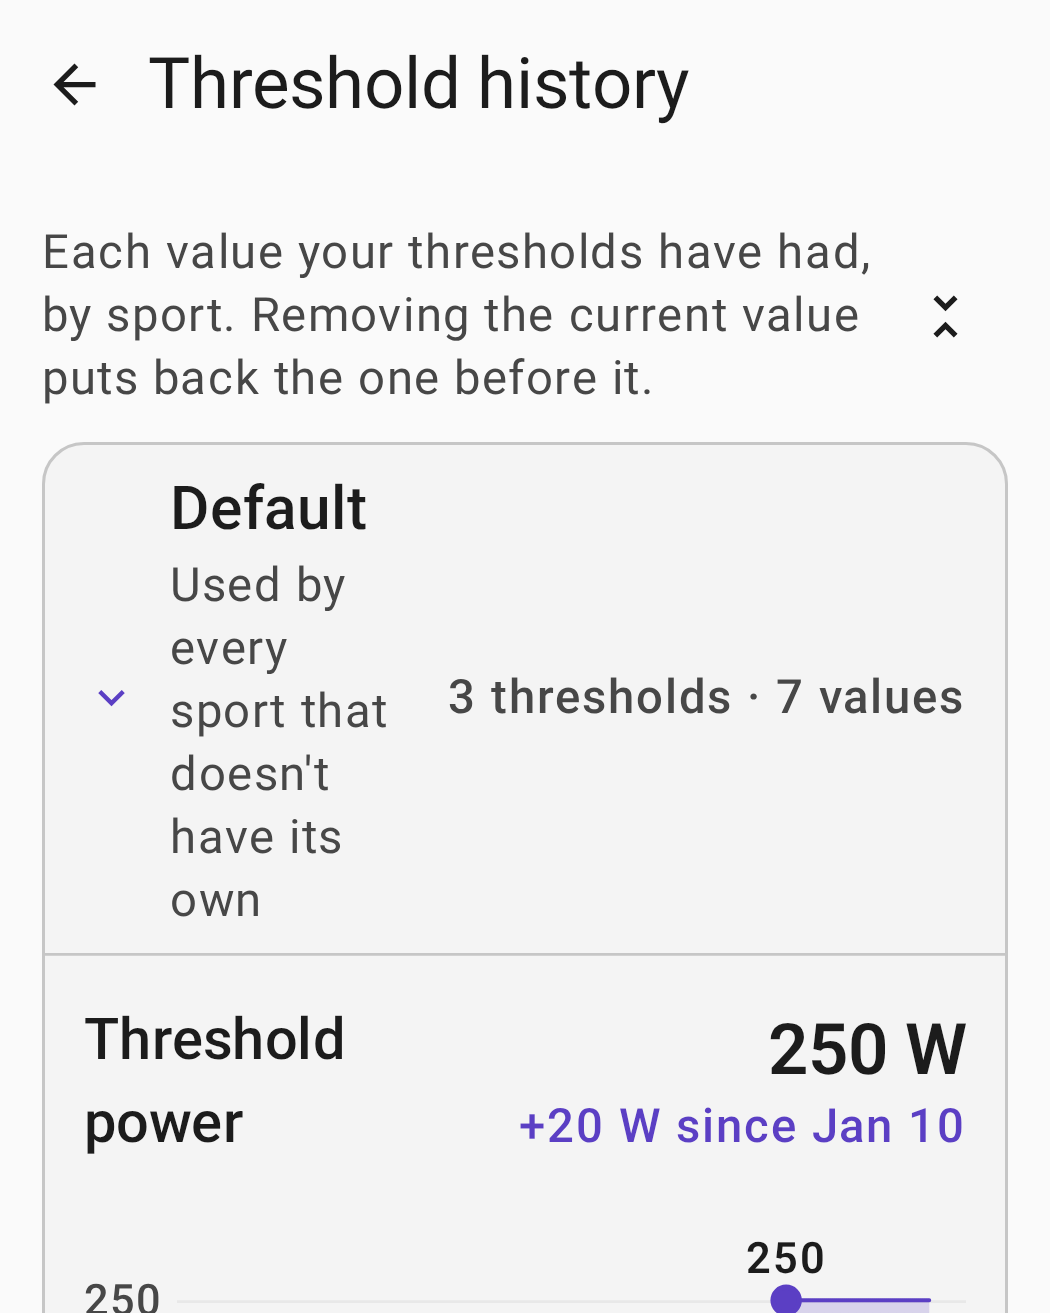 Threshold history
Each value your thresholds have had,
by sport. Removing the current value
puts back the one before it.
Default
Used by
every
sport that
doesn't
have its
own
3 thresholds · 7 values
Threshold
power
250 W
+20 W since Jan 10
250
250